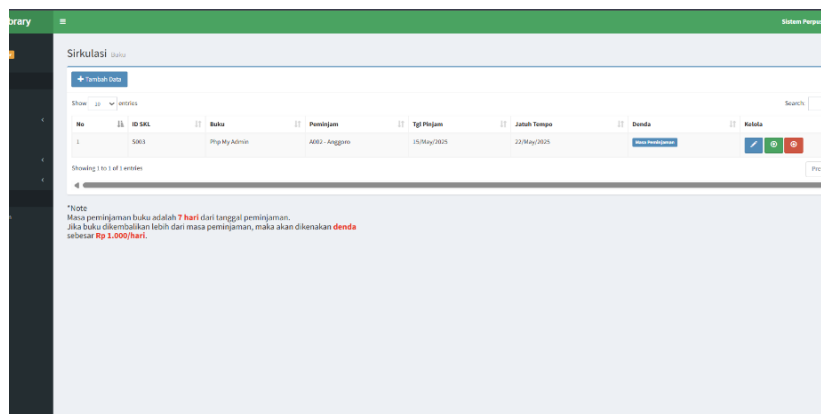 brary
Sistem Perpus
Sirkulasi Buku
Tambah Data
Show 10 entries
Search:
No ID SKL Buku Peminjam Tgl Pinjam Jatuh Tempo Denda Kelola
1 S003 Php My Admin A002 - Anggoro 15/May/2025 22/May/2025 Masa Peminjaman
Showing 1 to 1 of 1 entries
*Note
Masa peminjaman buku adalah 7 hari dari tanggal peminjaman.
Jika buku dikembalikan lebih dari masa peminjaman, maka akan dikenakan denda
sebesar Rp 1.000/hari.